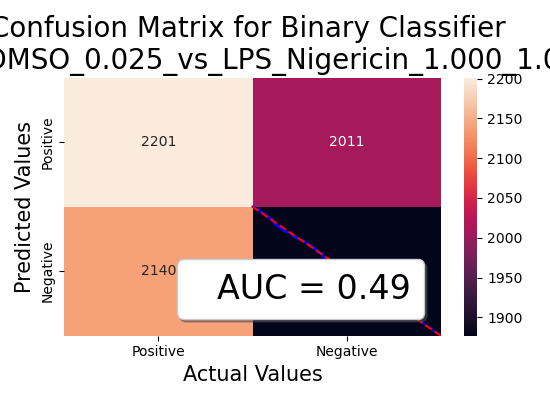 Confusion Matrix for Binary Classifier
DMSO_0.025_vs_LPS_Nigericin_1.000_1.0
Predicted Values
Positive
Negative
2201
2011
2140
AUC = 0.49
Positive
Negative
Actual Values
2200
2150
2100
2050
2000
1950
1900